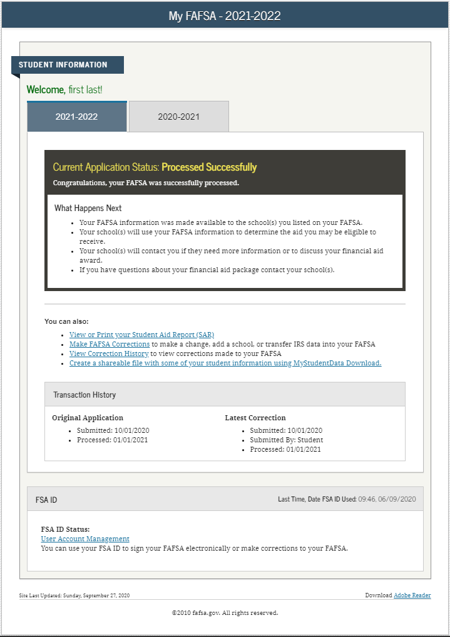 My FAFSA - 2021-2022
STUDENT INFORMATION
Welcome, first last!
2021-2022
2020-2021
Current Application Status: Processed Successfully
Congratulations, your FAFSA was successfully processed.
What Happens Next
• Your FAFSA information was made available to the school(s) you listed on your FAFSA.
• Your school(s) will use your FAFSA information to determine the aid you may be eligible to
receive.
• Your school(s) will contact you if they need more information or to discuss your financial aid
award.
• If you have questions about your financial aid package contact your school(s).
You can also:
• View or Print your Student Aid Report (SAR)
• Make FAFSA Corrections to make a change, add a school, or transfer IRS data into your FAFSA
• View Correction History to view corrections made to your FAFSA
• Create a shareable file with some of your student information using MyStudentData Download.
Transaction History
Original Application
• Submitted: 10/01/2020
• Processed: 01/01/2021
Latest Correction
• Submitted: 10/01/2020
• Submitted By: Student
• Processed: 01/01/2021
FSA ID
Last Time, Date FSA ID Used: 09:46, 06/09/2020
FSA ID Status:
User Account Management
You can use your FSA ID to sign your FAFSA electronically or make corrections to your FAFSA.
Site Last Updated: Sunday, September 27, 2020
Download Adobe Reader
©2010 fafsa.gov. All rights reserved.